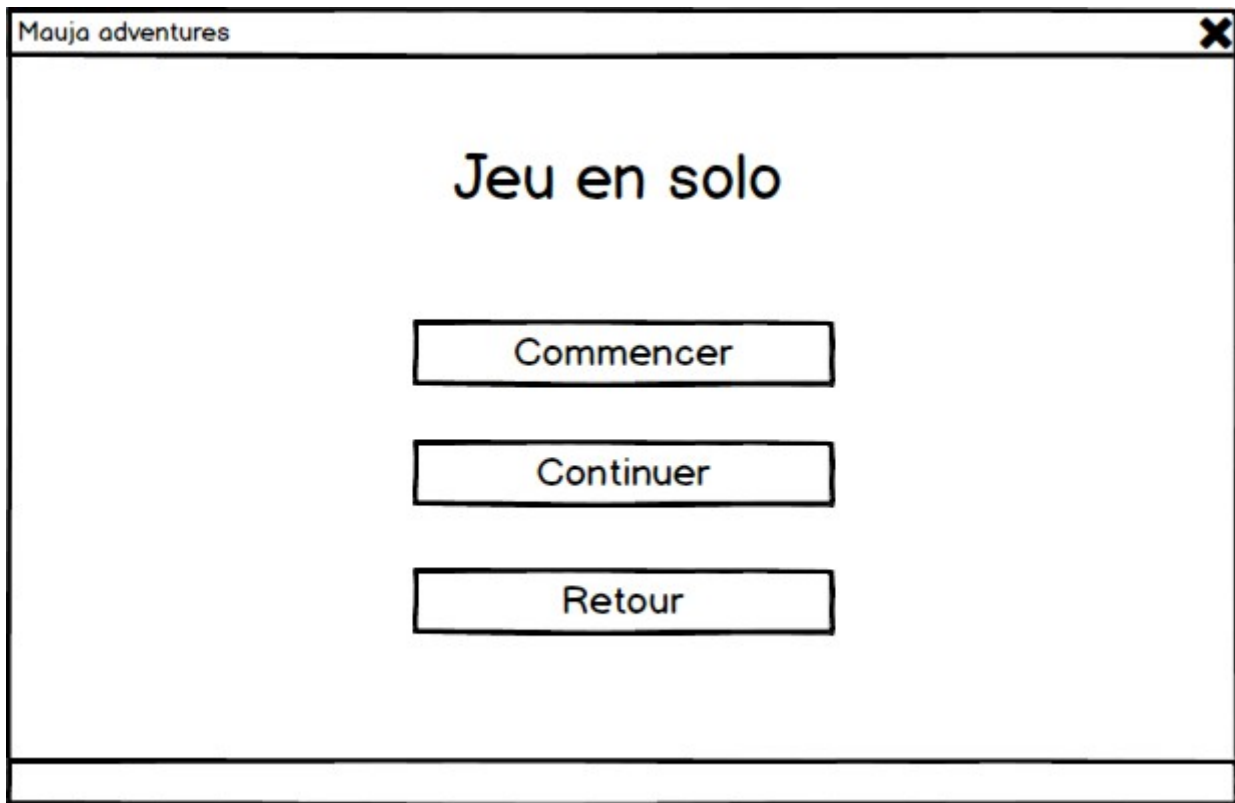 Mauja adventures
Jeu en solo
Commencer
Continuer
Retour